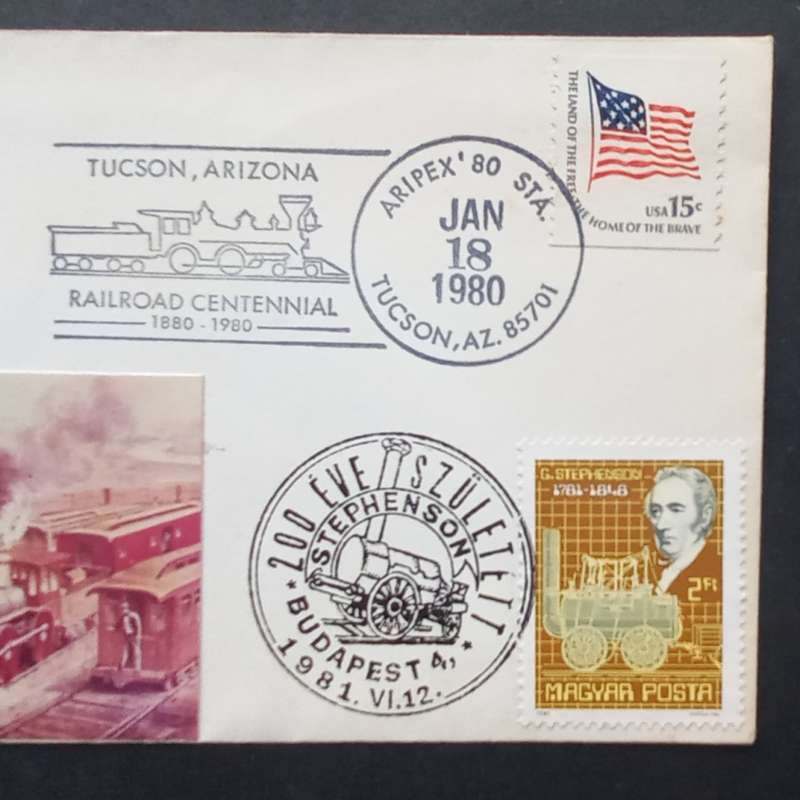 TUCSON, ARIZONA
RAILROAD CENTENNIAL
1880 - 1980
ARIPEX '80 STA.
JAN
18
1980
TUCSON, AZ. 85701
THE LAND OF THE FREE THE HOME OF THE BRAVE
USA 15c
200 ÉVE SZÜLETETT
STEPHENSON
* BUDAPEST 4, *
1981. VI.12.
G. STEPHENSON
1781-1848
2Ft
MAGYAR POSTA